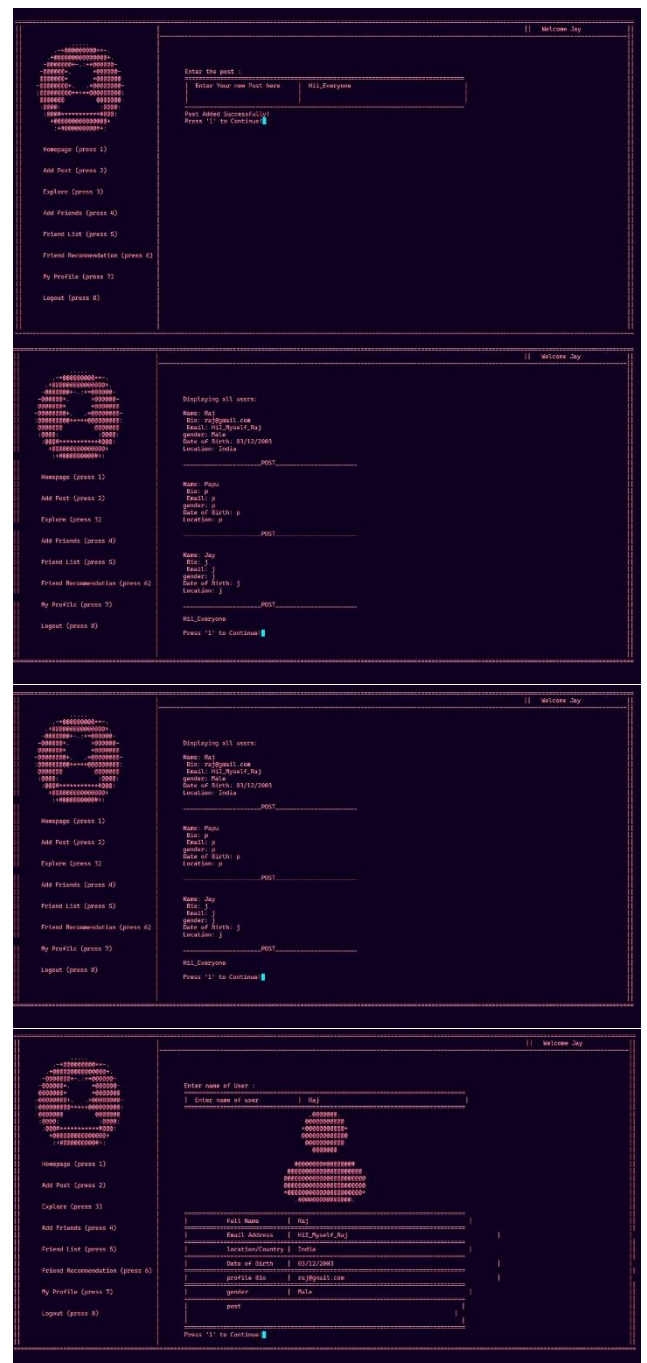 || Welcome Jay
Enter the post :
| Enter Your new Post here | Hii_Everyone
Post Added Successfully!
Press '1' to Continue!
Homepage (press 1)
Add Post (press 2)
Explore (press 3)
Add Friends (press 4)
Friend List (press 5)
Friend Recommendation (press 6)
My Profile (press 7)
Logout (press 8)
|| Welcome Jay
Displaying all users:
Name: Raj
Bio: raj@gmail.com
Email: HiI_Myself_Raj
gender: Male
Date of Birth: 03/12/2003
Location: India
POST
Name: Papu
Bio: p
Email: p
gender: p
Date of Birth: p
Location: p
POST
Name: Jay
Bio: j
Email: j
gender: j
Date of Birth: j
Location: j
POST
Hii_Everyone
Press '1' to Continue!
Homepage (press 1)
Add Post (press 2)
Explore (press 3)
Add Friends (press 4)
Friend List (press 5)
Friend Recommendation (press 6)
My Profile (press 7)
Logout (press 8)
|| Welcome Jay
Displaying all users:
Name: Raj
Bio: raj@gmail.com
Email: HiI_Myself_Raj
gender: Male
Date of Birth: 03/12/2003
Location: India
POST
Name: Papu
Bio: p
Email: p
gender: p
Date of Birth: p
Location: p
POST
Name: Jay
Bio: j
Email: j
gender: j
Date of Birth: j
Location: j
POST
Hii_Everyone
Press '1' to Continue!
Homepage (press 1)
Add Post (press 2)
Explore (press 3)
Add Friends (press 4)
Friend List (press 5)
Friend Recommendation (press 6)
My Profile (press 7)
Logout (press 8)
|| Welcome Jay
Enter name of User :
| Enter name of user | Raj |
| Full Name | Raj |
| Email Address | HiI_Myself_Raj |
| location/Country | India |
| Date of Birth | 03/12/2003 |
| profile Bio | raj@gmail.com |
| gender | Male |
| post |
Press '1' to Continue!
Homepage (press 1)
Add Post (press 2)
Explore (press 3)
Add Friends (press 4)
Friend List (press 5)
Friend Recommendation (press 6)
My Profile (press 7)
Logout (press 8)